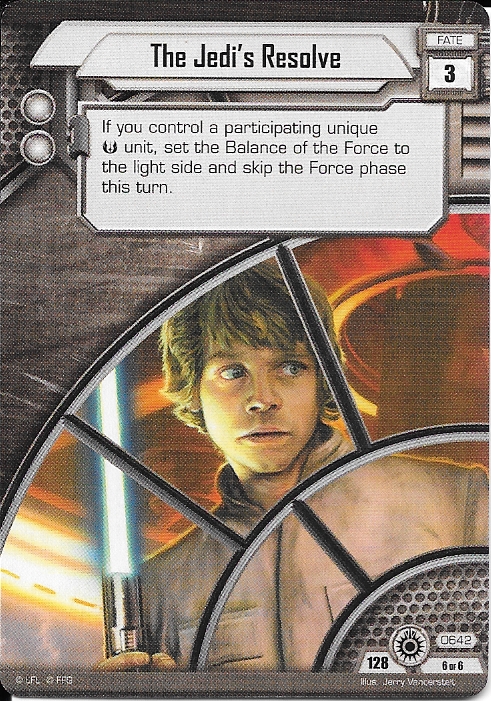 The Jedi's Resolve
FATE
3
If you control a participating unique
unit, set the Balance of the Force to
the light side and skip the Force phase
this turn.
0642
128
6 of 6
© LFL © FFG
Illus. Jerry Vanderstelt